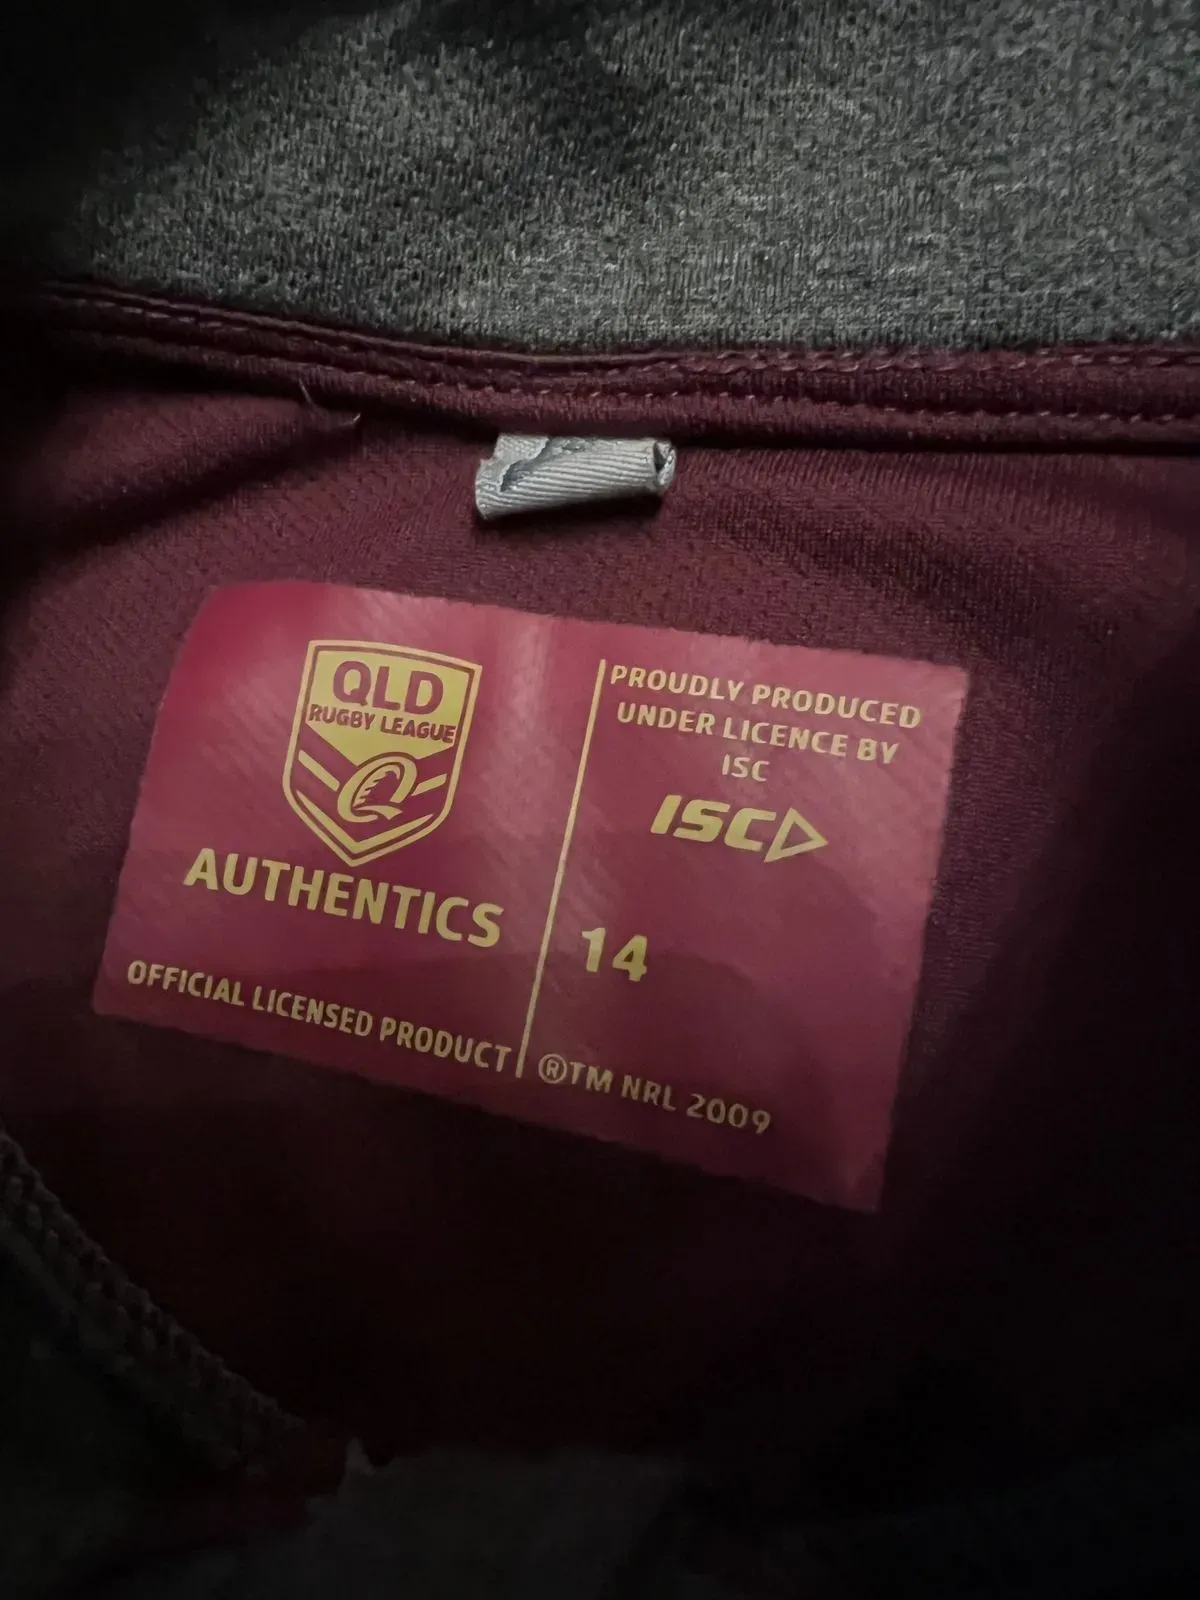 QLD
RUGBY LEAGUE
Q
AUTHENTICS
OFFICIAL LICENSED PRODUCT
PROUDLY PRODUCED
UNDER LICENCE BY
ISC
ISC
14
®TM NRL 2009